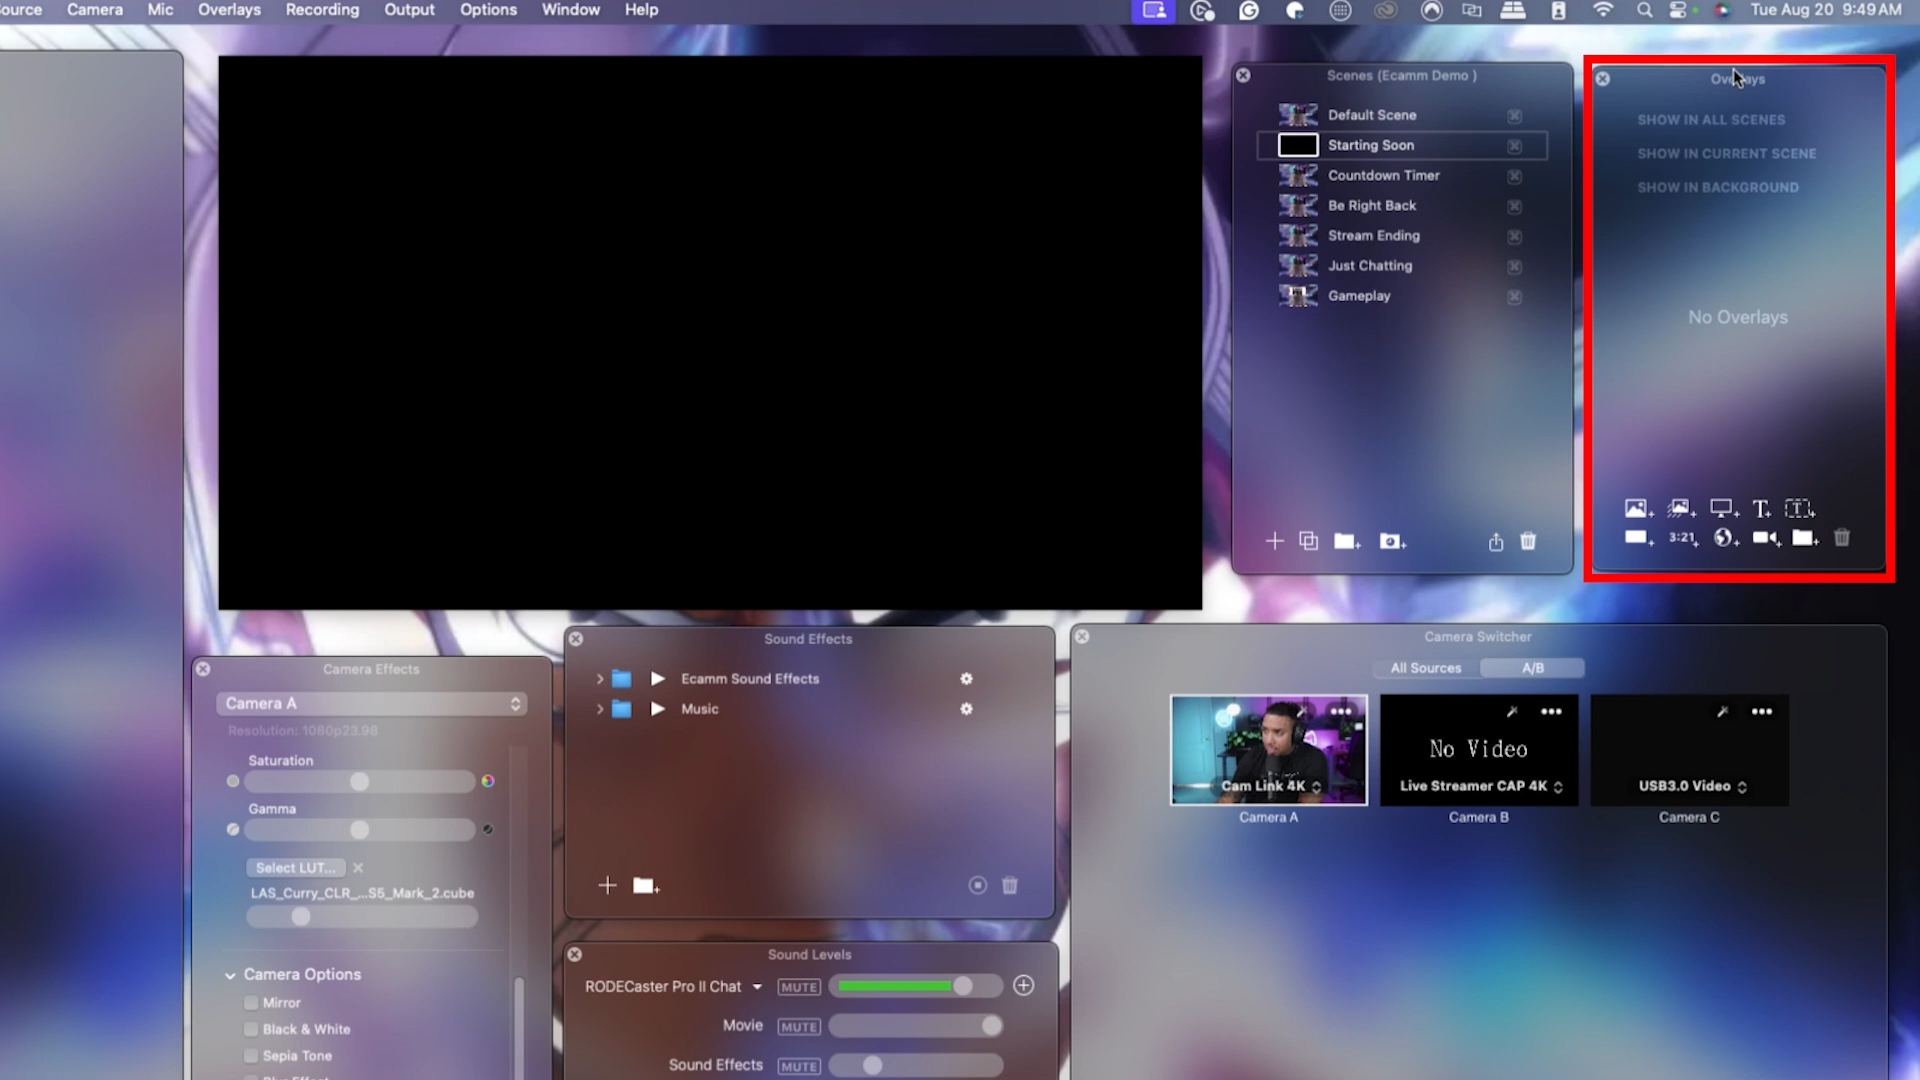 ource Camera Mic Overlays Recording Output Options Window Help Tue Aug 20 9:49 AM
Scenes (Ecamm Demo )
Default Scene
Starting Soon
Countdown Timer
Be Right Back
Stream Ending
Just Chatting
Gameplay
Overlays
SHOW IN ALL SCENES
SHOW IN CURRENT SCENE
SHOW IN BACKGROUND
No Overlays
3:21
Camera Effects
Camera A
Resolution: 1080p23.98
Saturation
Gamma
Select LUT...
LAS_Curry_CLR_...S5_Mark_2.cube
Camera Options
Mirror
Black & White
Sepia Tone
Sound Effects
Ecamm Sound Effects
Music
Sound Levels
RODECaster Pro II Chat MUTE
Movie MUTE
Sound Effects MUTE
Camera Switcher
All Sources A/B
No Video
Cam Link 4K Live Streamer CAP 4K USB3.0 Video
Camera A Camera B Camera C